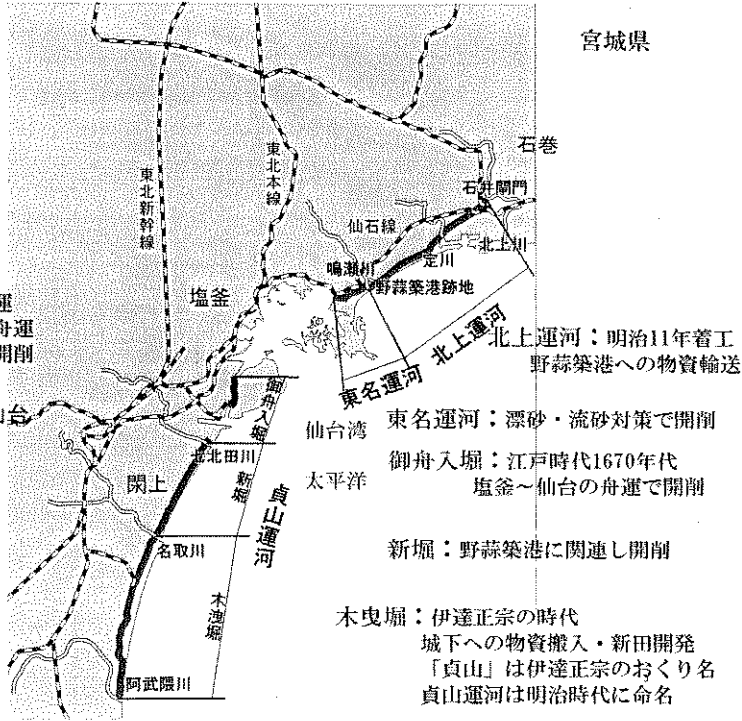 宮城県
石巻
石井閘門
東北新幹線
東北本線
仙石線
北上川
定川
鳴瀬川
野蒜築港跡地
塩釜
運
舟運
開削
北上運河
東名運河
北上運河：明治11年着工
野蒜築港への物資輸送
御舟入堀
台
仙台湾
東名運河：漂砂・流砂対策で開削
七北田川
御舟入堀：江戸時代1670年代
塩釜～仙台の舟運で開削
閖上
新堀
太平洋
貞山運河
名取川
新堀：野蒜築港に関連し開削
木曳堀
木曳堀：伊達正宗の時代
城下への物資搬入・新田開発
「貞山」は伊達正宗のおくり名
貞山運河は明治時代に命名
阿武隈川